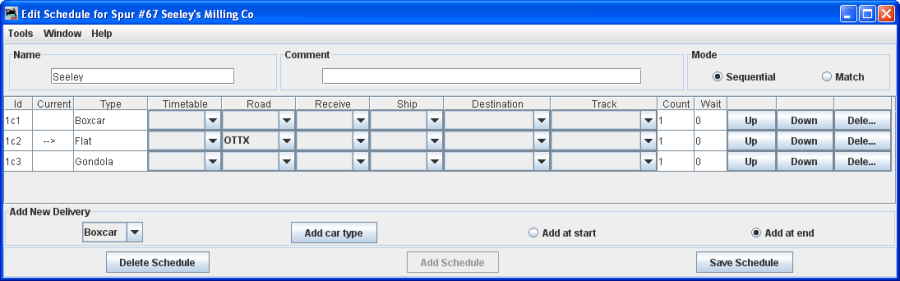 Edit Schedule for Spur #67 Seeley's Milling Co
Tools Window Help
Name Comment Mode
Seeley Sequential Match
Id Current Type Timetable Road Receive Ship Destination Track Count Wait
1c1 Boxcar 1 0 Up Down Dele...
1c2 --> Flat OTTX 1 0 Up Down Dele...
1c3 Gondola 1 0 Up Down Dele...
Add New Delivery
Boxcar Add car type Add at start Add at end
Delete Schedule Add Schedule Save Schedule